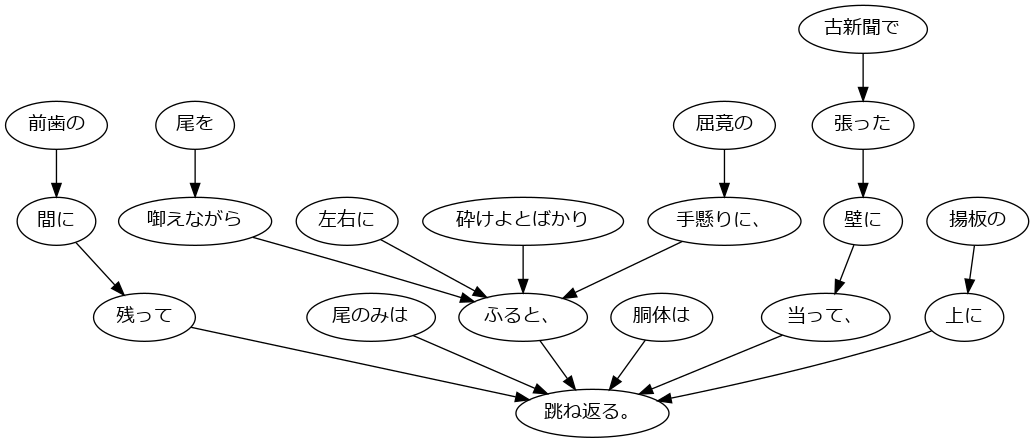 古新聞で
前歯の
尾を
屈竟の
張った
間に
啣えながら
左右に
砕けよとばかり
手懸りに、
壁に
揚板の
残って
尾のみは
ふると、
胴体は
当って、
上に
跳ね返る。